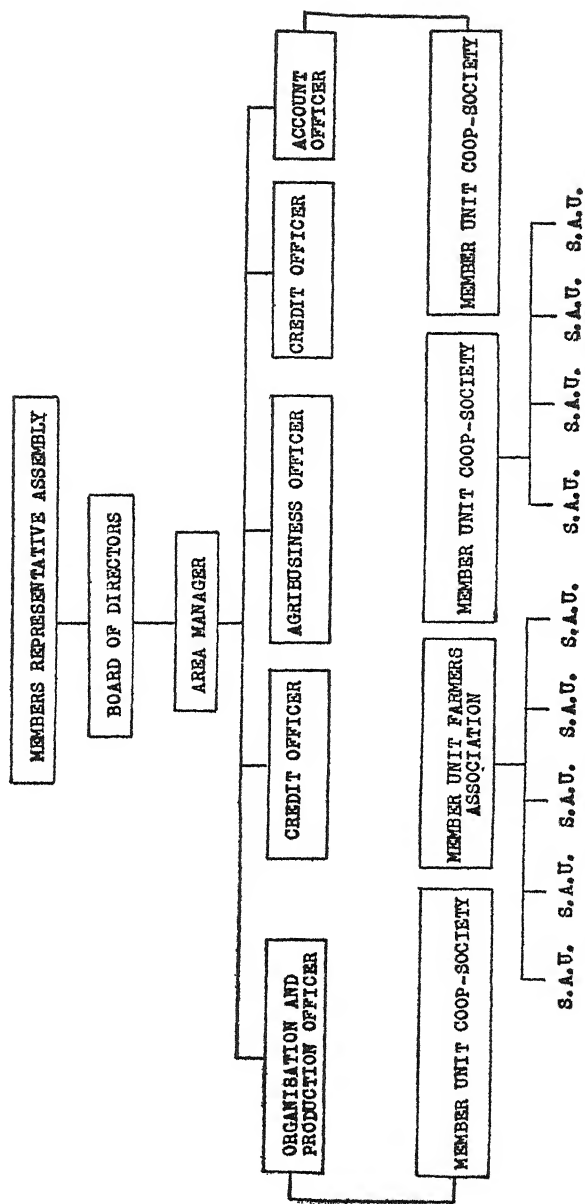 MEMBERS REPRESENTATIVE ASSEMBLY
BOARD OF DIRECTORS
AREA MANAGER
ORGANISATION AND
PRODUCTION OFFICER
CREDIT OFFICER
AGRIBUSINESS OFFICER
CREDIT OFFICER
ACCOUNT
OFFICER
MEMBER UNIT COOP-SOCIETY
MEMBER UNIT FARMERS
ASSOCIATION
MEMBER UNIT COOP-SOCIETY
MEMBER UNIT COOP-SOCIETY
S.A.U. S.A.U. S.A.U. S.A.U. S.A.U. S.A.U. S.A.U. S.A.U. S.A.U.